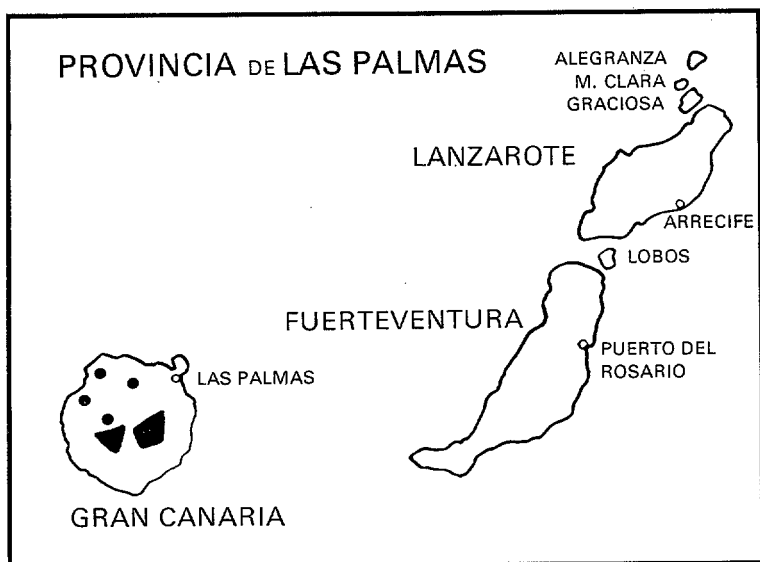 PROVINCIA DE LAS PALMAS
ALEGRANZA
M. CLARA
GRACIOSA
LANZAROTE
ARRECIFE
LOBOS
FUERTEVENTURA
PUERTO DEL
ROSARIO
LAS PALMAS
GRAN CANARIA